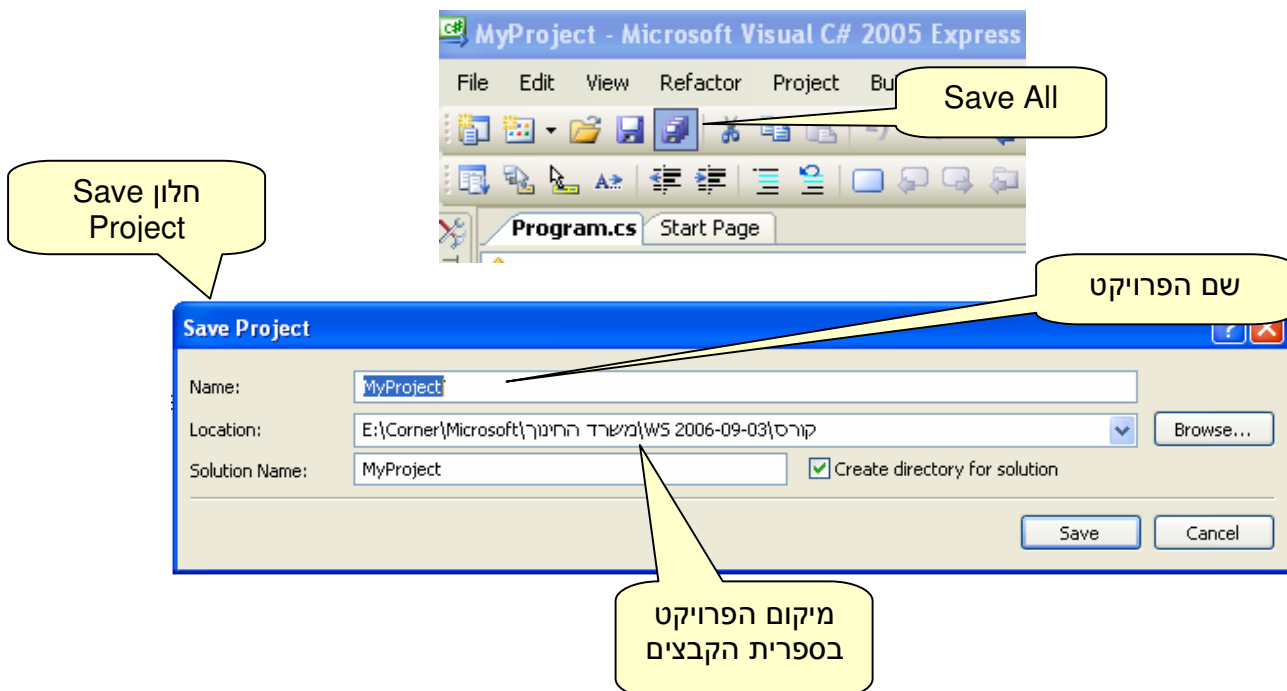 MyProject - Microsoft Visual C# 2005 Express
File Edit View Refactor Project Bu
Save All
חלון Save
Project
Program.cs Start Page
שם הפרויקט
Save Project
Name: MyProject
Location: E:\Corner\Microsoft\משרד החינוך\WS 2006-09-03\קורס Browse...
Solution Name: MyProject Create directory for solution
Save Cancel
מיקום הפרויקט
בספרית הקבצים